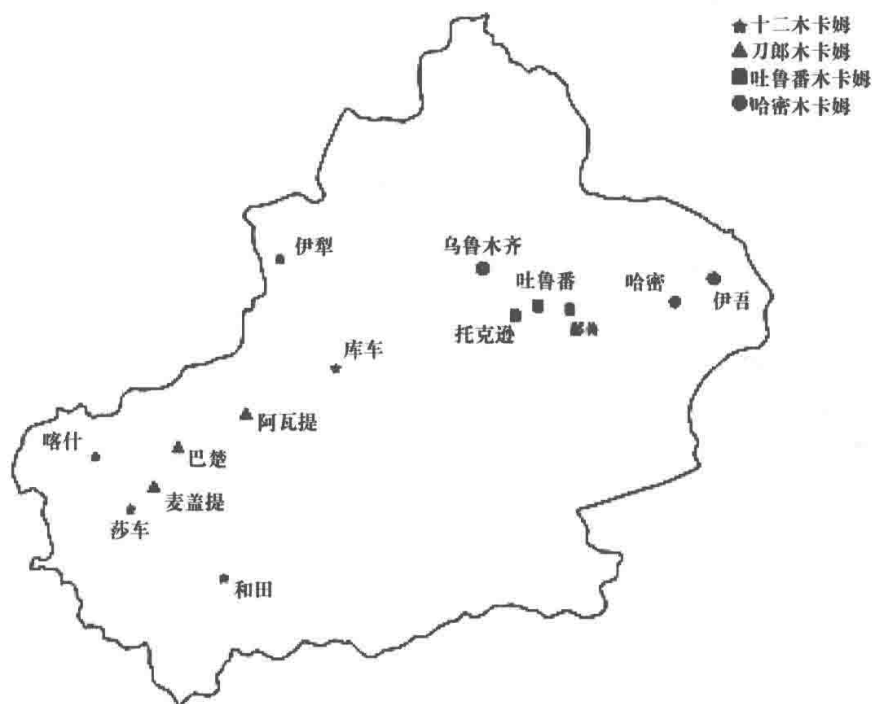 十二木卡姆
刀郎木卡姆
吐鲁番木卡姆
哈密木卡姆
伊犁
乌鲁木齐
吐鲁番
哈密
伊吾
托克逊
库车
阿瓦提
喀什
巴楚
麦盖提
莎车
和田